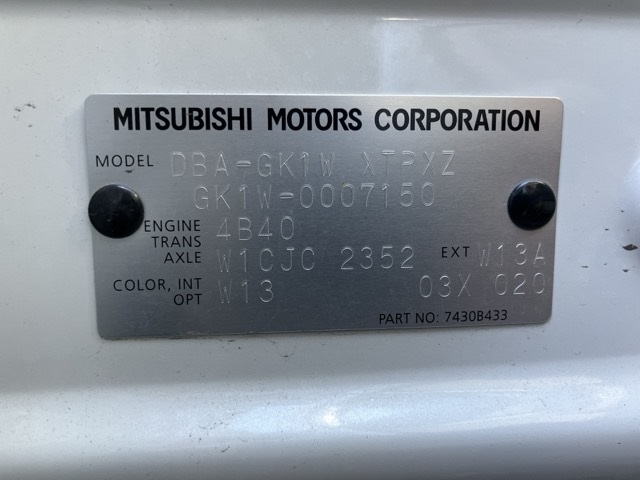 MITSUBISHI MOTORS CORPORATION
MODEL DBA-GK1W XTPXZ
GK1W-0007150
ENGINE 4B40
TRANS AXLE W1CJC 2352 EXT W13A
COLOR, INT OPT W13 03X 020
PART NO: 7430B433